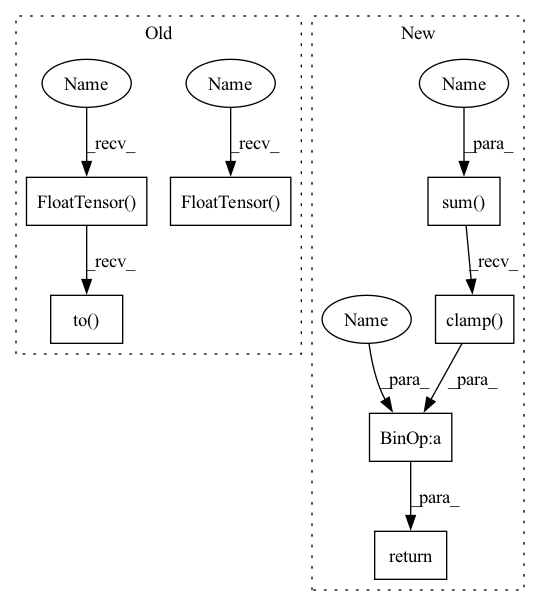 Old
New
Name
Name
Name
_recv_
_recv_
_para_
FloatTensor()
FloatTensor()
sum()
_recv_
_recv_
to()
Name
clamp()
_para_
_para_
BinOp:a
_para_
return